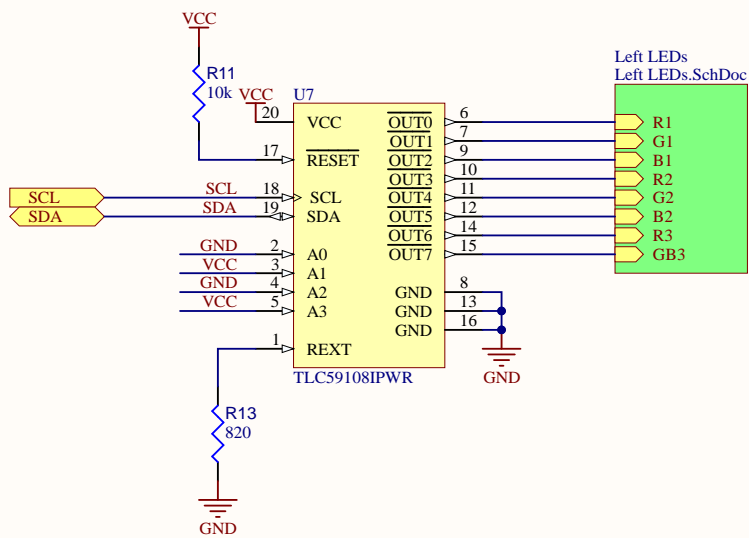 VCC
R11
10k
VCC
U7
Left LEDs
Left LEDs.SchDoc
20 VCC OUT0 6 R1
OUT1 7 G1
17 RESET OUT2 9 B1
OUT3 10 R2
SCL SCL 18 SCL OUT4 11 G2
SDA SDA 19 SDA OUT5 12 B2
OUT6 14 R3
GND 2 A0 OUT7 15 GB3
VCC 3 A1
GND 4 A2 GND 8
VCC 5 A3 GND 13
GND 16
1 REXT
GND
TLC59108IPWR
R13
820
GND